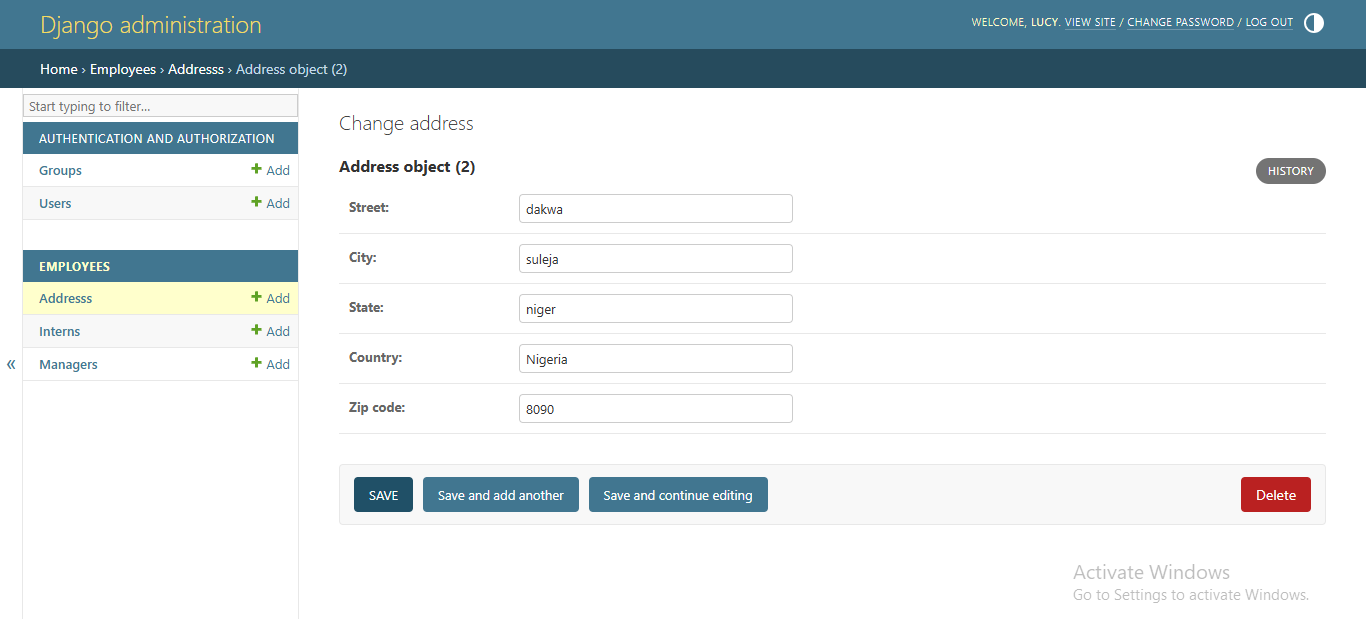 Django administration
WELCOME, LUCY. VIEW SITE / CHANGE PASSWORD / LOG OUT
Home › Employees › Addresss › Address object (2)
Start typing to filter...
AUTHENTICATION AND AUTHORIZATION
Groups + Add
Users + Add
EMPLOYEES
Addresss + Add
Interns + Add
Managers + Add
«
Change address
Address object (2)
HISTORY
Street: dakwa
City: suleja
State: niger
Country: Nigeria
Zip code: 8090
SAVE Save and add another Save and continue editing Delete
Activate Windows
Go to Settings to activate Windows.